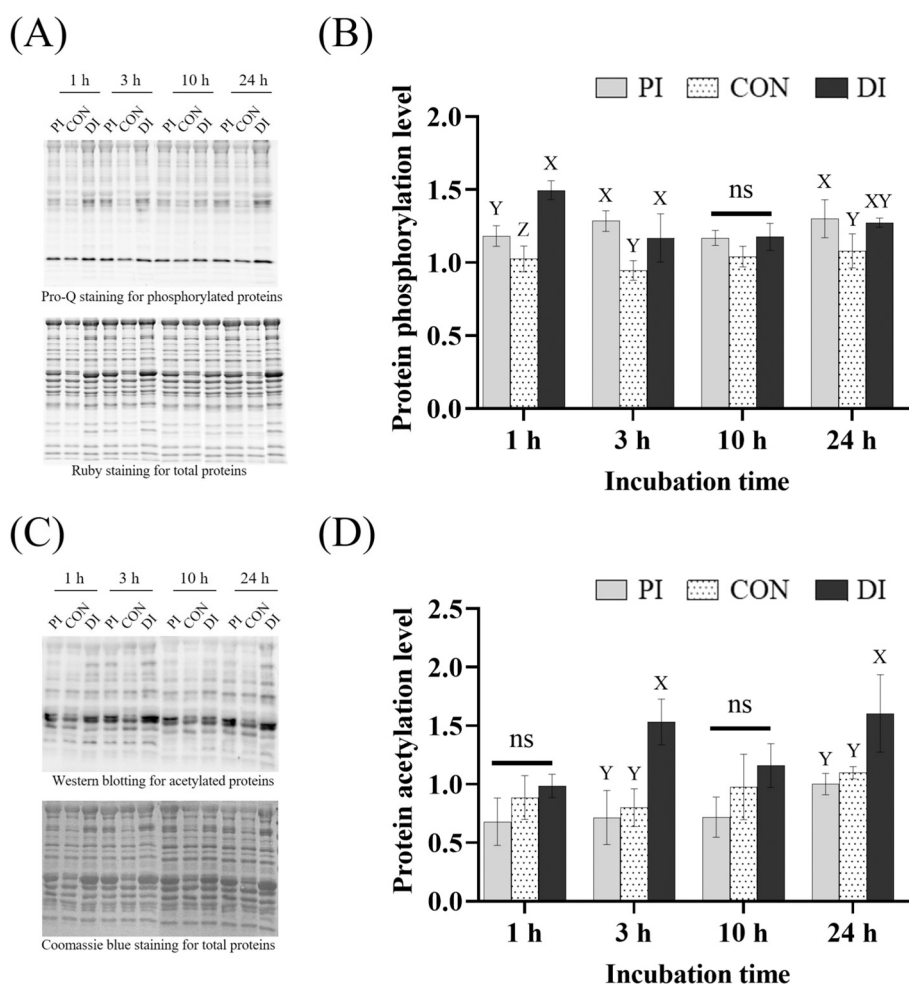 (A)
1 h 3 h 10 h 24 h
PI CON DI PI CON DI PI CON DI PI CON DI
Pro-Q staining for phosphorylated proteins
Ruby staining for total proteins
(B)
PI CON DI
Protein phosphorylation level
2.0
1.5
1.0
0.5
0.0
Y Z X
X Y X
ns
X Y XY
1 h 3 h 10 h 24 h
Incubation time
(C)
1 h 3 h 10 h 24 h
PI CON DI PI CON DI PI CON DI PI CON DI
Western blotting for acetylated proteins
Coomassie blue staining for total proteins
(D)
PI CON DI
Protein acetylation level
2.5
2.0
1.5
1.0
0.5
0.0
ns
Y Y X
ns
Y Y X
1 h 3 h 10 h 24 h
Incubation time